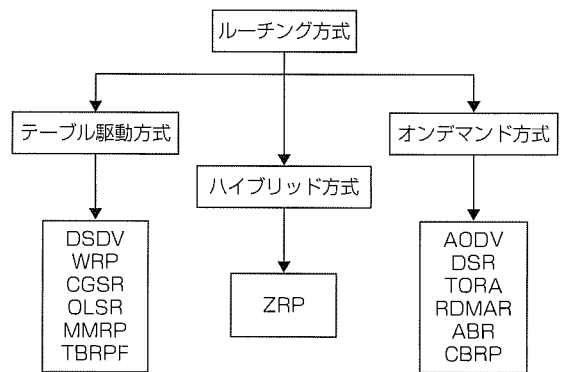 ルーチング方式
テーブル駆動方式
オンデマンド方式
ハイブリッド方式
DSDV
WRP
CGSR
OLSR
MMRP
TBRPF
ZRP
AODV
DSR
TORA
RDMAR
ABR
CBRP